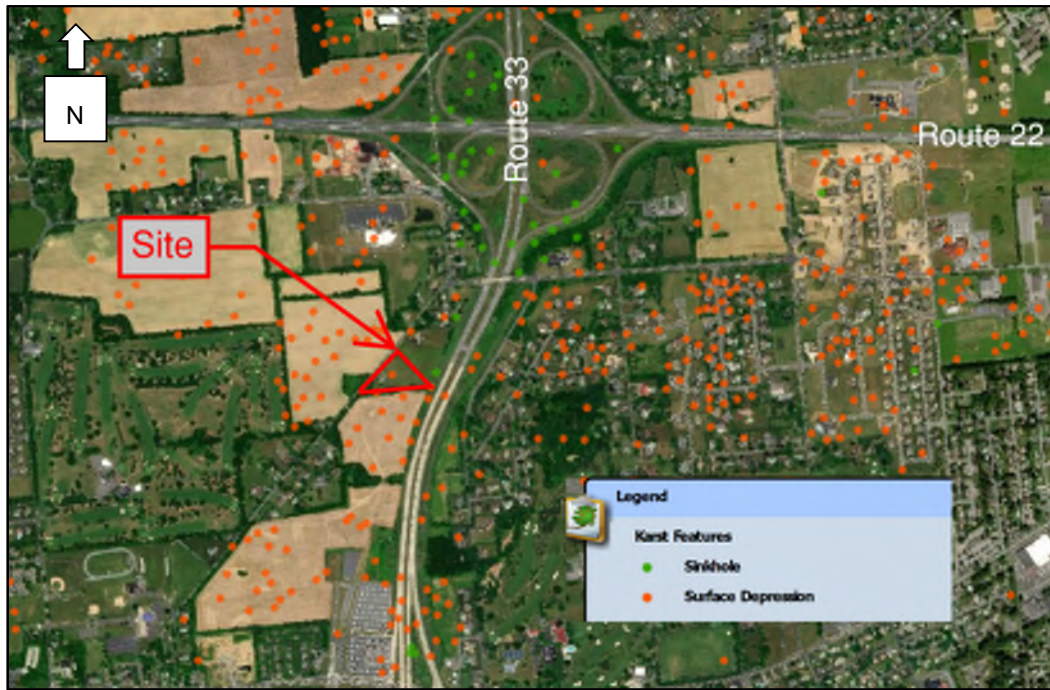 N
Route 33
Route 22
Site
Legend
Karst Features
Sinkhole
Surface Depression